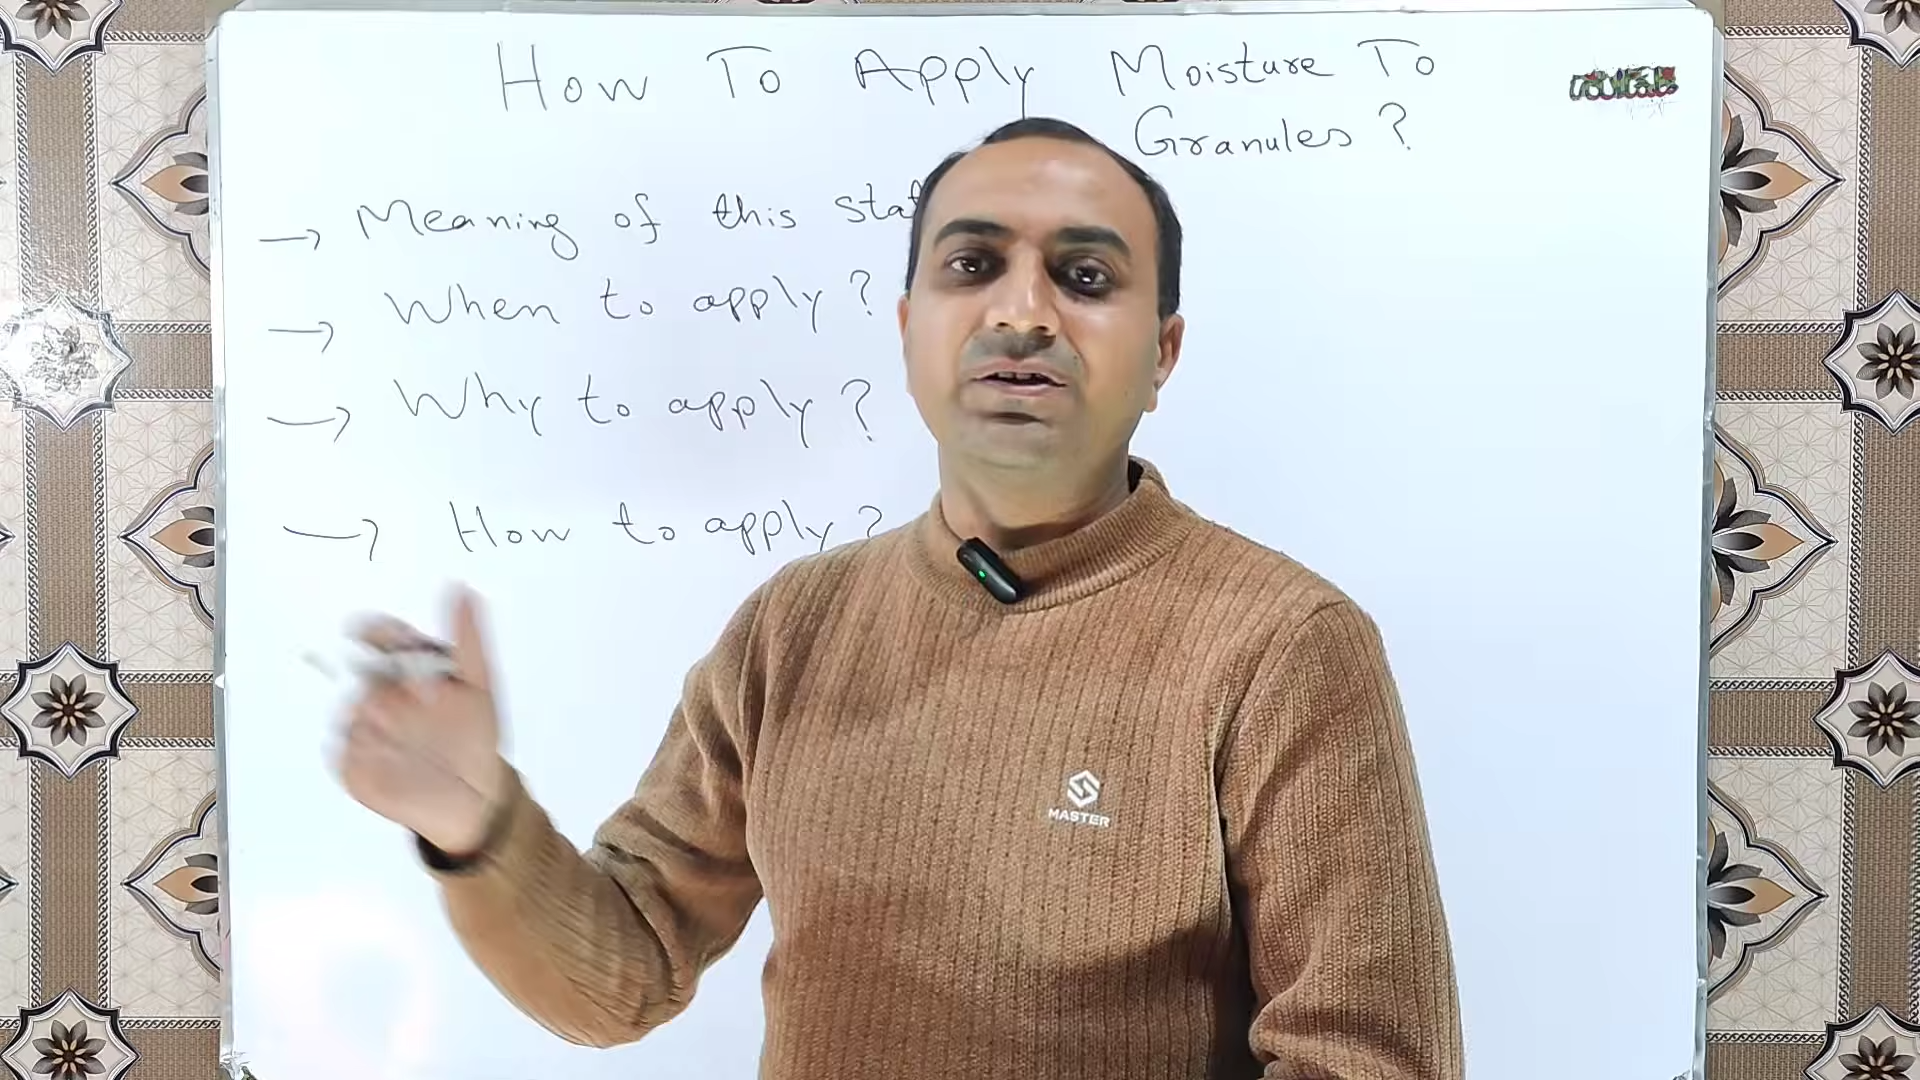 How To Apply Moisture To
Granules ?
→ Meaning of this
→ When to apply ?
→ Why to apply ?
→ How to apply ?
MASTER